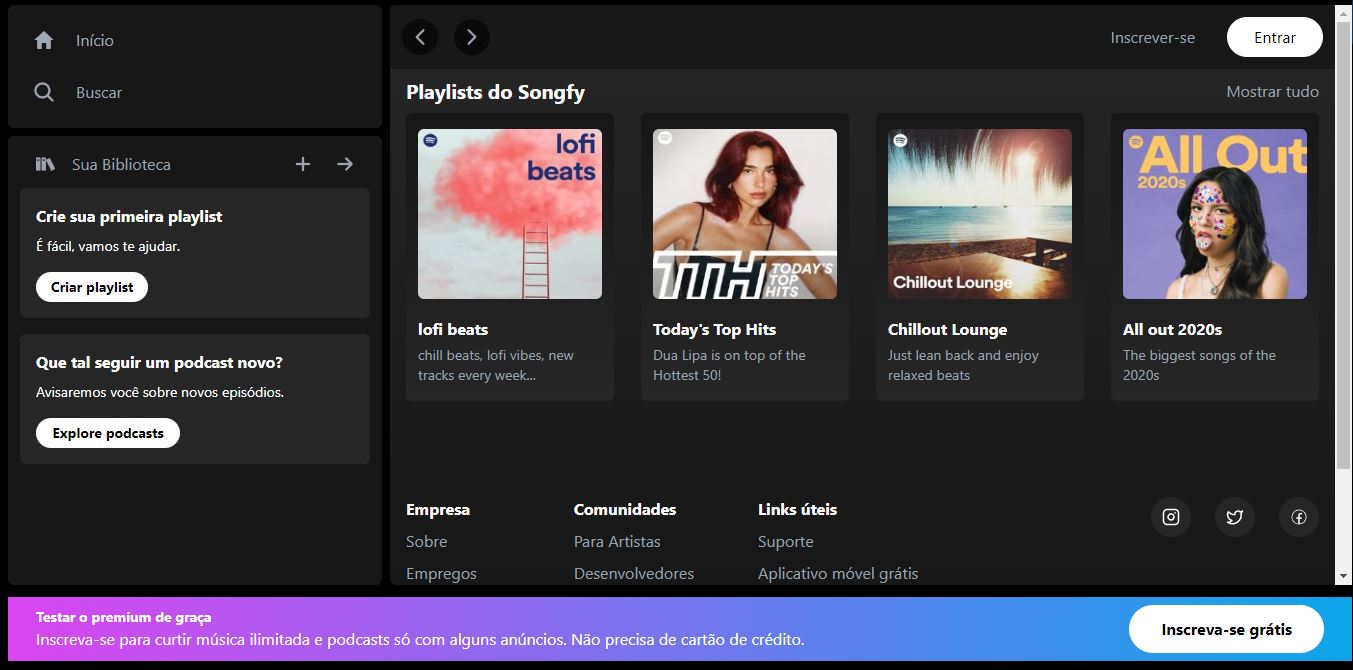 Início
Buscar
Sua Biblioteca
Crie sua primeira playlist
É fácil, vamos te ajudar.
Criar playlist
Que tal seguir um podcast novo?
Avisaremos você sobre novos episódios.
Explore podcasts
Inscrever-se
Entrar
Playlists do Songfy
Mostrar tudo
lofi
beats
lofi beats
chill beats, lofi vibes, new
tracks every week...
TTH
TODAY'S
TOP
HITS
Today's Top Hits
Dua Lipa is on top of the
Hottest 50!
Chillout Lounge
Chillout Lounge
Just lean back and enjoy
relaxed beats
All Out
2020s
All out 2020s
The biggest songs of the
2020s
Empresa
Sobre
Empregos
Comunidades
Para Artistas
Desenvolvedores
Links úteis
Suporte
Aplicativo móvel grátis
Testar o premium de graça
Inscreva-se para curtir música ilimitada e podcasts só com alguns anúncios. Não precisa de cartão de crédito.
Inscreva-se grátis